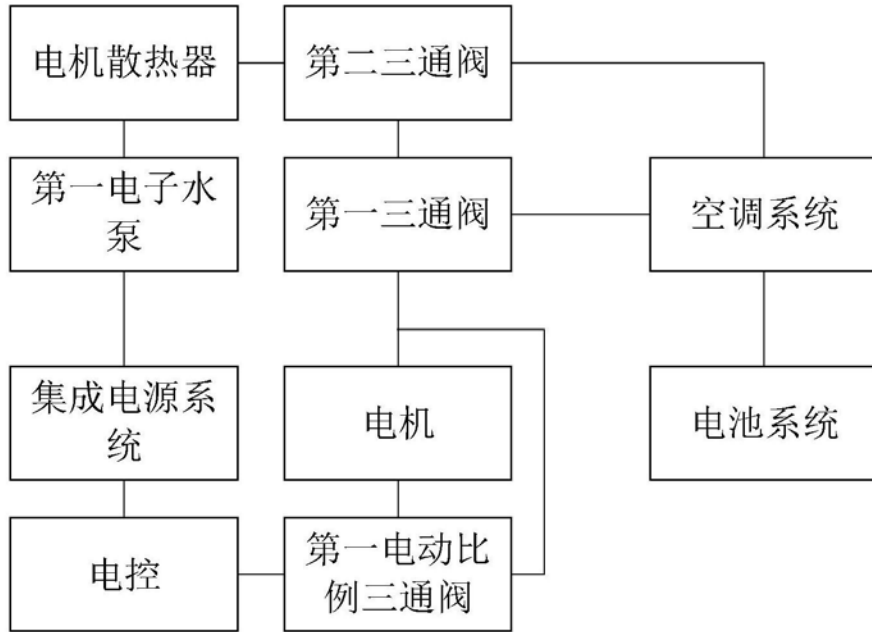 电机散热器
第二三通阀
第一电子水
泵
第一三通阀
空调系统
集成电源系
统
电机
电池系统
电控
第一电动比
例三通阀